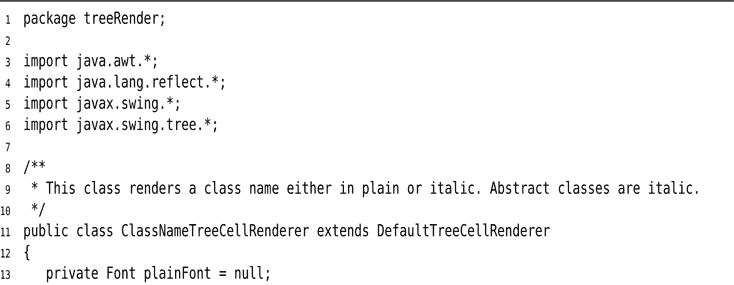 1 package treeRender;
2
3 import java.awt.*;
4 import java.lang.reflect.*;
5 import javax.swing.*;
6 import javax.swing.tree.*;
7
8 /**
9 * This class renders a class name either in plain or italic. Abstract classes are italic.
10 */
11 public class ClassNameTreeCellRenderer extends DefaultTreeCellRenderer
12 {
13 private Font plainFont = null;